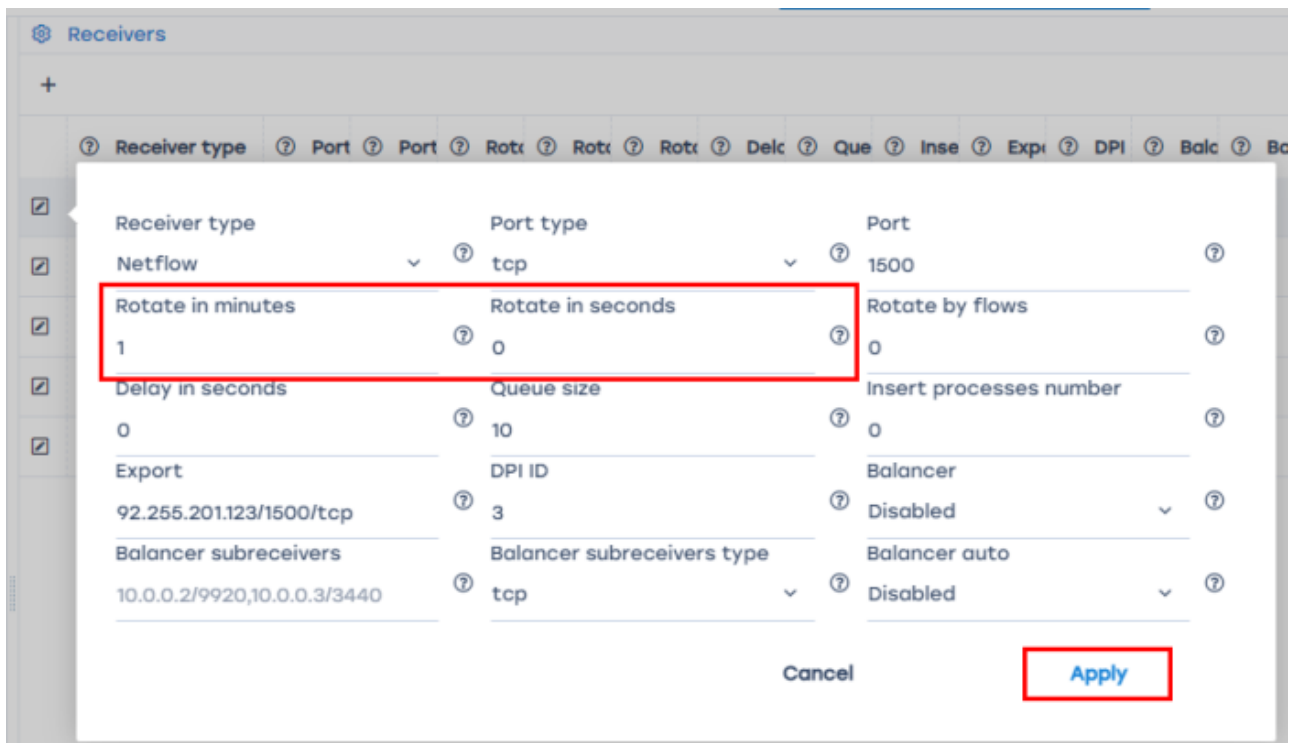 Receivers
+
Receiver type Port Port Rota Rota Rota Dela Que Inse Expo DPI Bala Ba
Receiver type Port type Port
Netflow tcp 1500
Rotate in minutes Rotate in seconds Rotate by flows
1 0 0
Delay in seconds Queue size Insert processes number
0 10 0
Export DPI ID Balancer
92.255.201.123/1500/tcp 3 Disabled
Balancer subreceivers Balancer subreceivers type Balancer auto
10.0.0.2/9920,10.0.0.3/3440 tcp Disabled
Cancel Apply